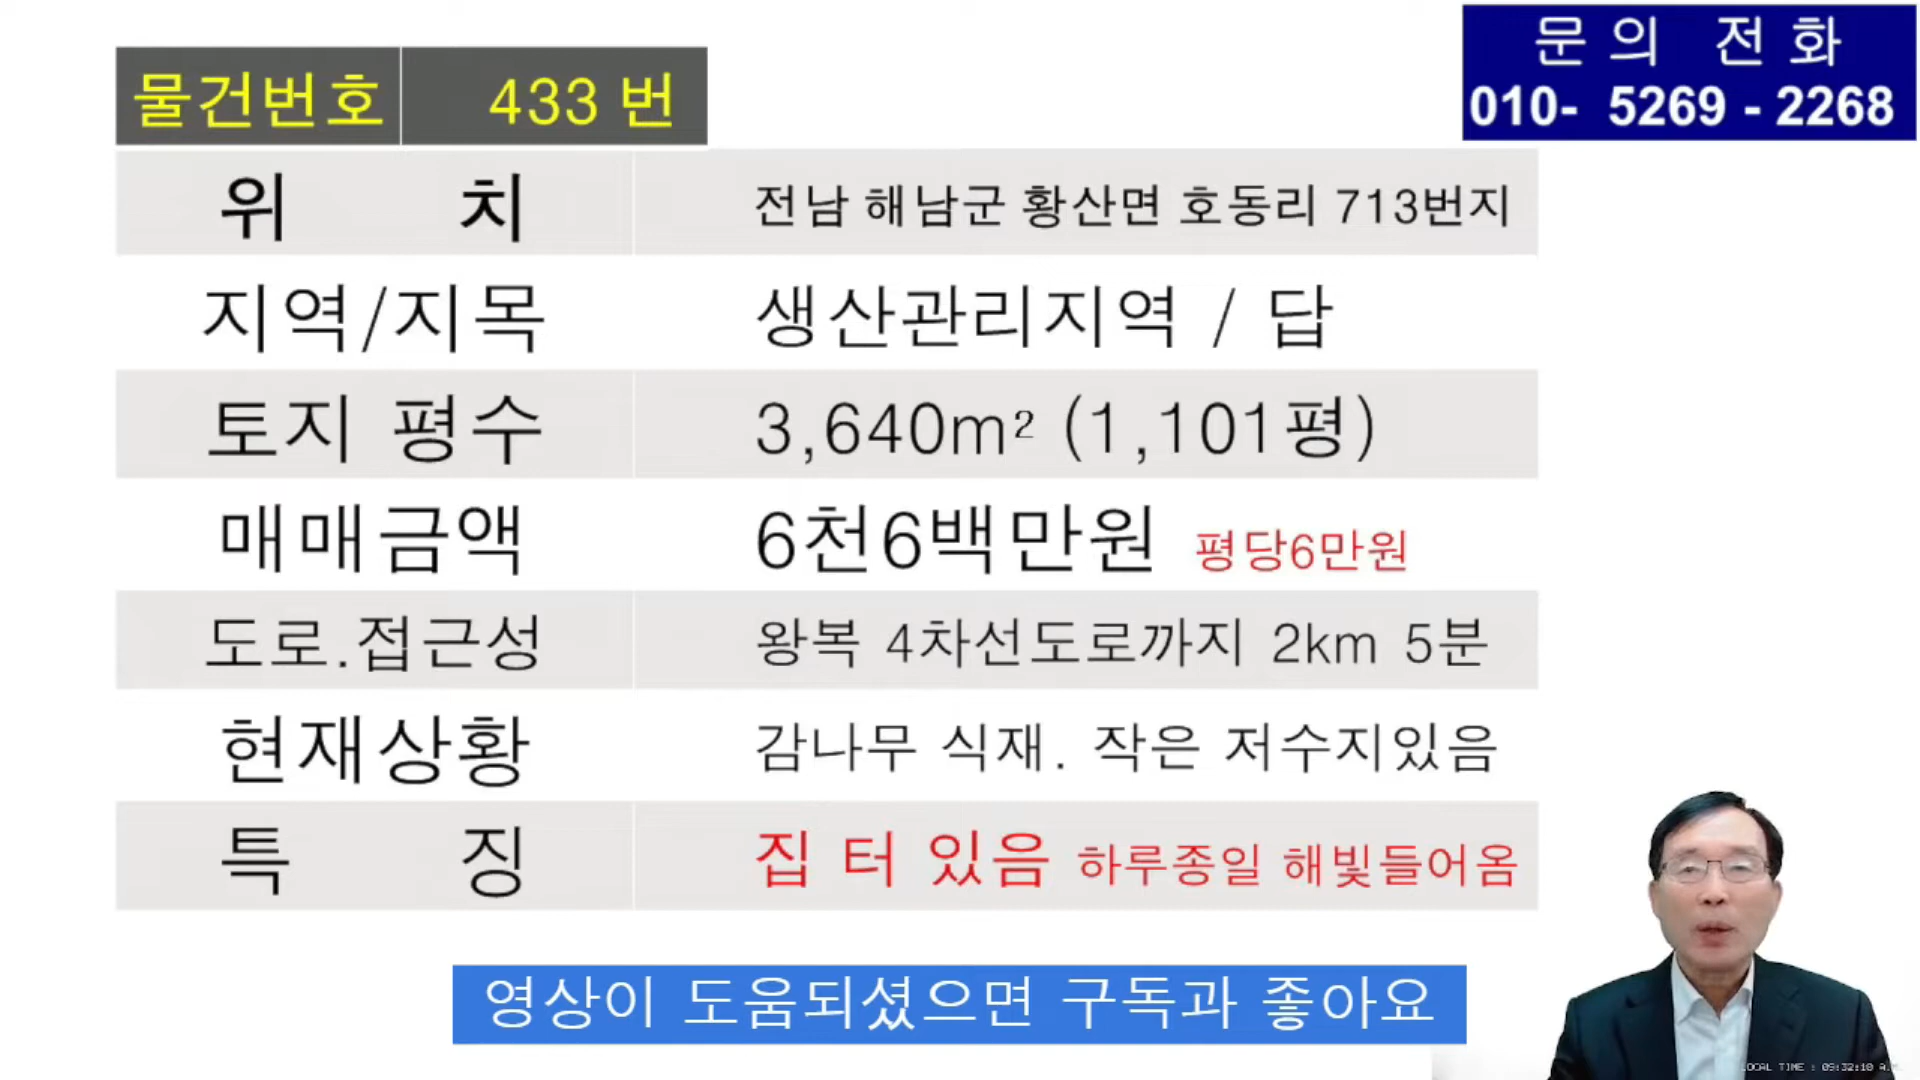 문의 전화
010- 5269 - 2268
물건번호 433 번
위 치 전남 해남군 황산면 호동리 713번지
지역/지목 생산관리지역 / 답
토지 평수 3,640m² (1,101평)
매매금액 6천6백만원 평당6만원
도로.접근성 왕복 4차선도로까지 2km 5분
현재상황 감나무 식재. 작은 저수지있음
특 징 집 터 있음 하루종일 해빛들어옴
영상이 도움되셨으면 구독과 좋아요
LOCAL TIME : 09:32:10 A.M.